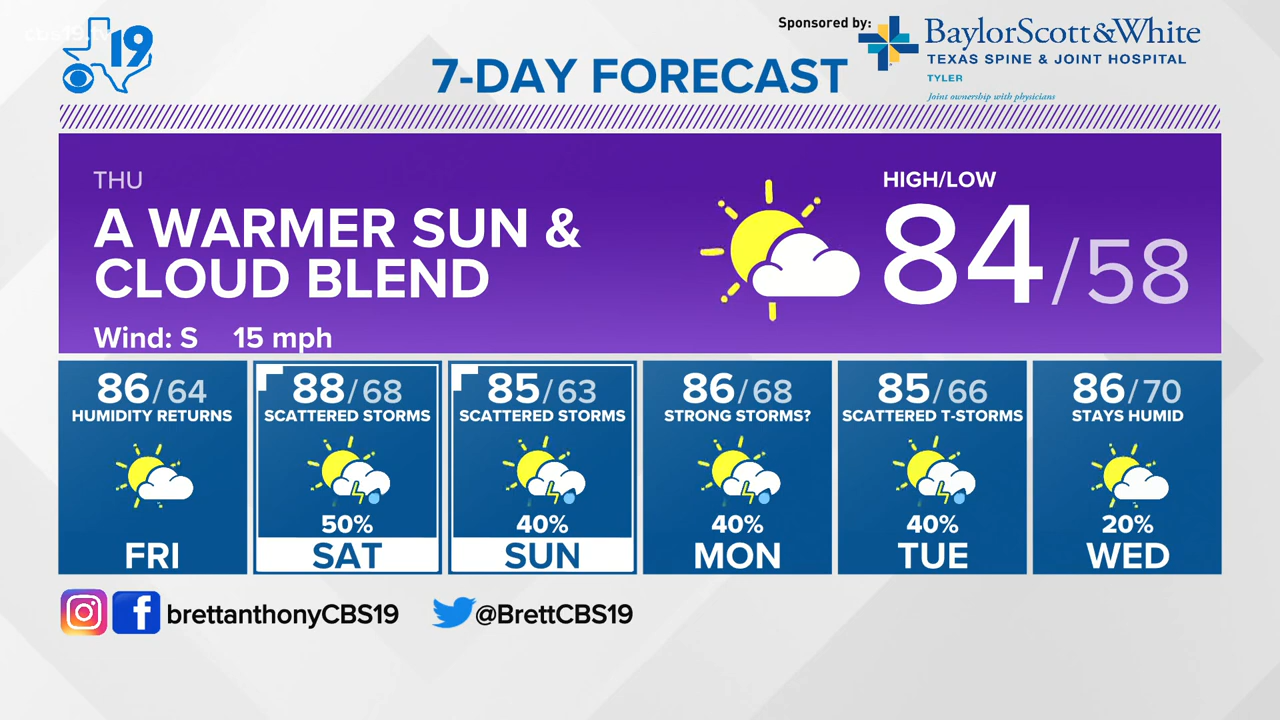 cbs19.tv
19
Sponsored by:
BaylorScott&White
TEXAS SPINE & JOINT HOSPITAL
TYLER
Joint ownership with physicians
7-DAY FORECAST
THU
A WARMER SUN &
CLOUD BLEND
Wind: S 15 mph
HIGH/LOW
84/58
86/64
HUMIDITY RETURNS
FRI
88/68
SCATTERED STORMS
50%
SAT
85/63
SCATTERED STORMS
40%
SUN
86/68
STRONG STORMS?
40%
MON
85/66
SCATTERED T-STORMS
40%
TUE
86/70
STAYS HUMID
20%
WED
brettanthonyCBS19
@BrettCBS19